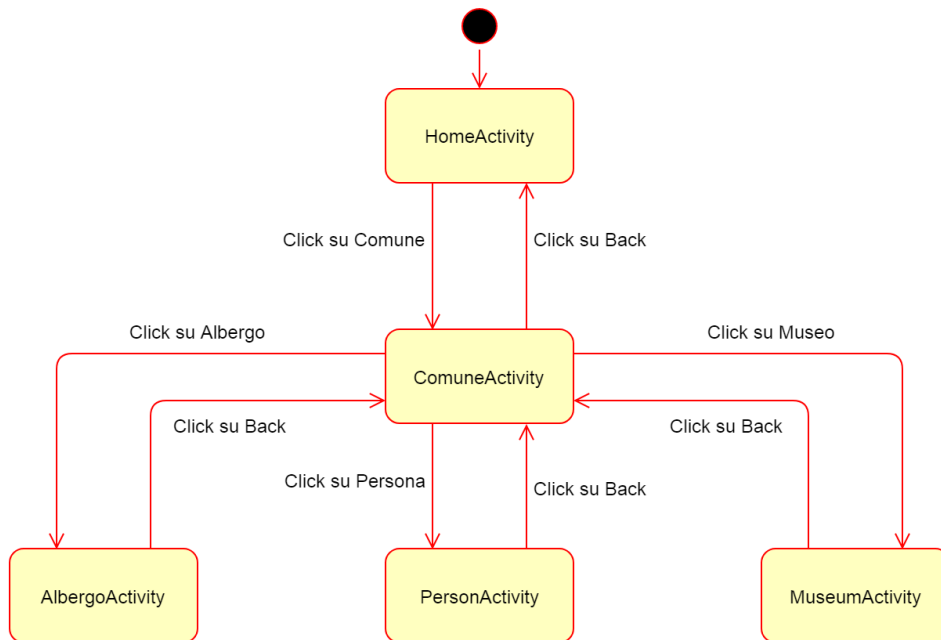 HomeActivity
Click su Comune
Click su Back
Click su Albergo
Click su Museo
ComuneActivity
Click su Back
Click su Back
Click su Persona
Click su Back
AlbergoActivity
PersonActivity
MuseumActivity